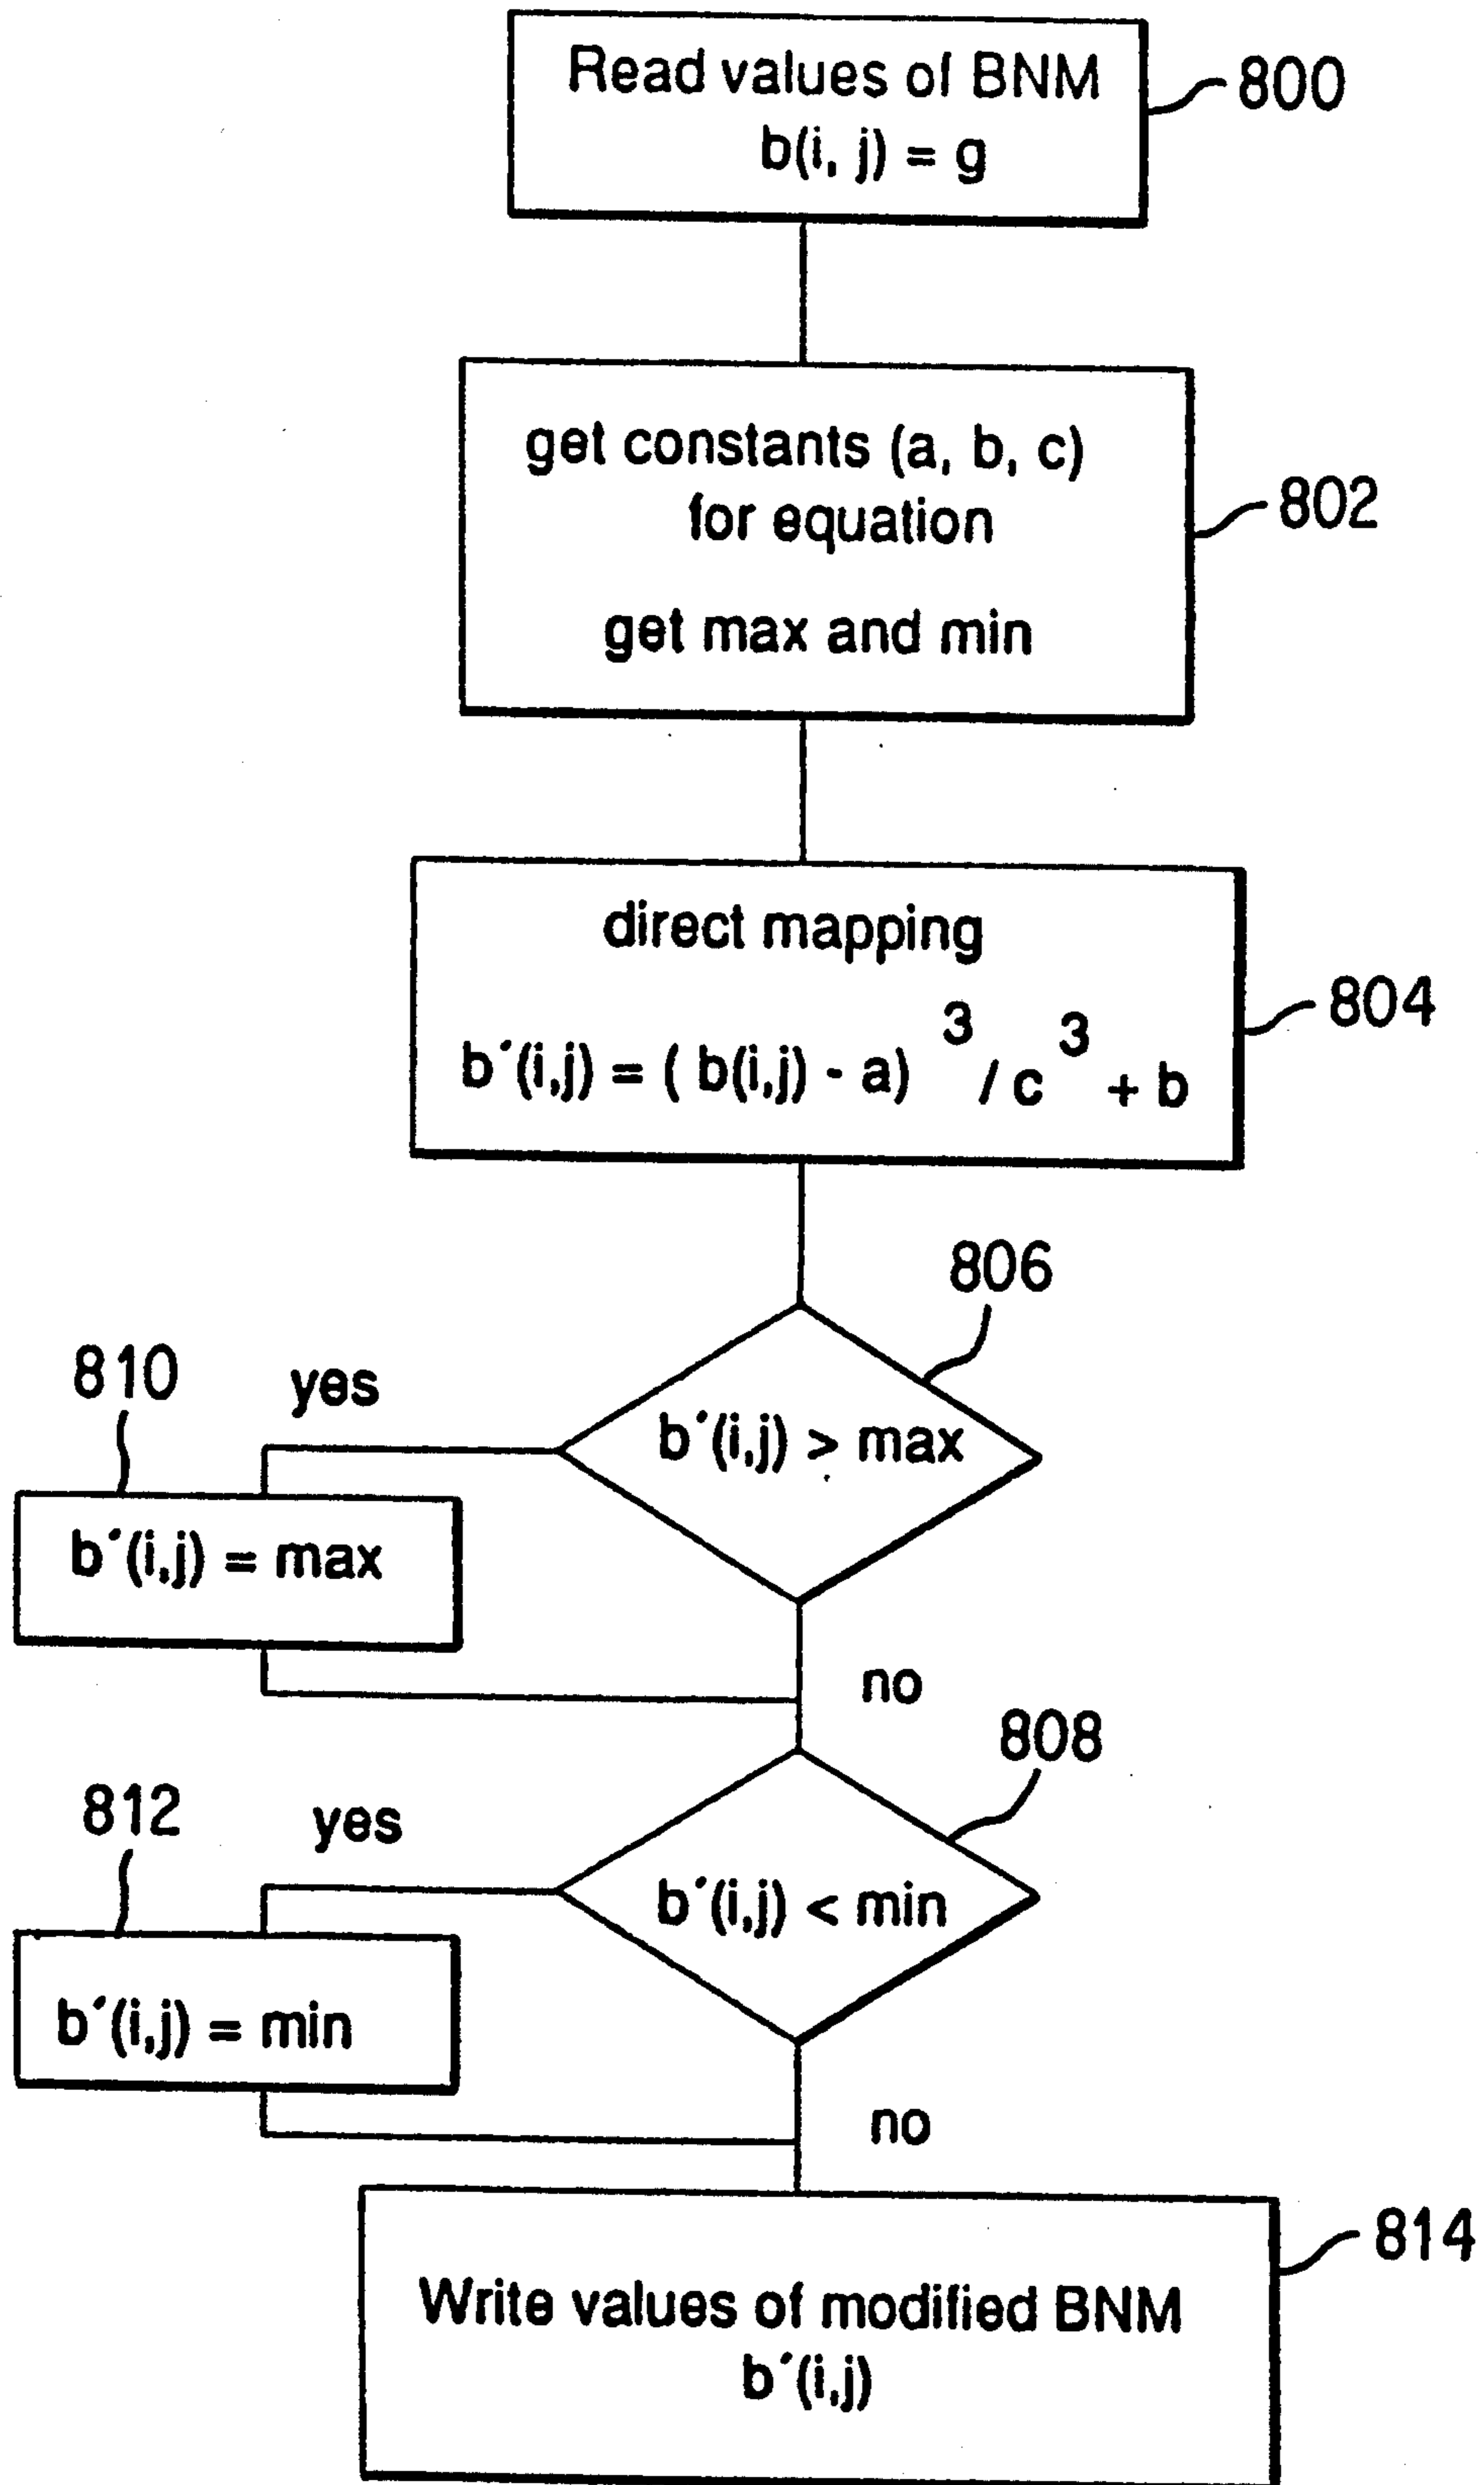 Read values of BNM
b(i, j) = g
800
get constants (a, b, c)
for equation
get max and min
802
direct mapping
b´(i,j) = ( b(i,j) - a) 3 / c 3 + b
804
806
b´(i,j) > max
yes
810
b´(i,j) = max
no
808
b´(i,j) < min
yes
812
b´(i,j) = min
no
Write values of modified BNM
b´(i,j)
814